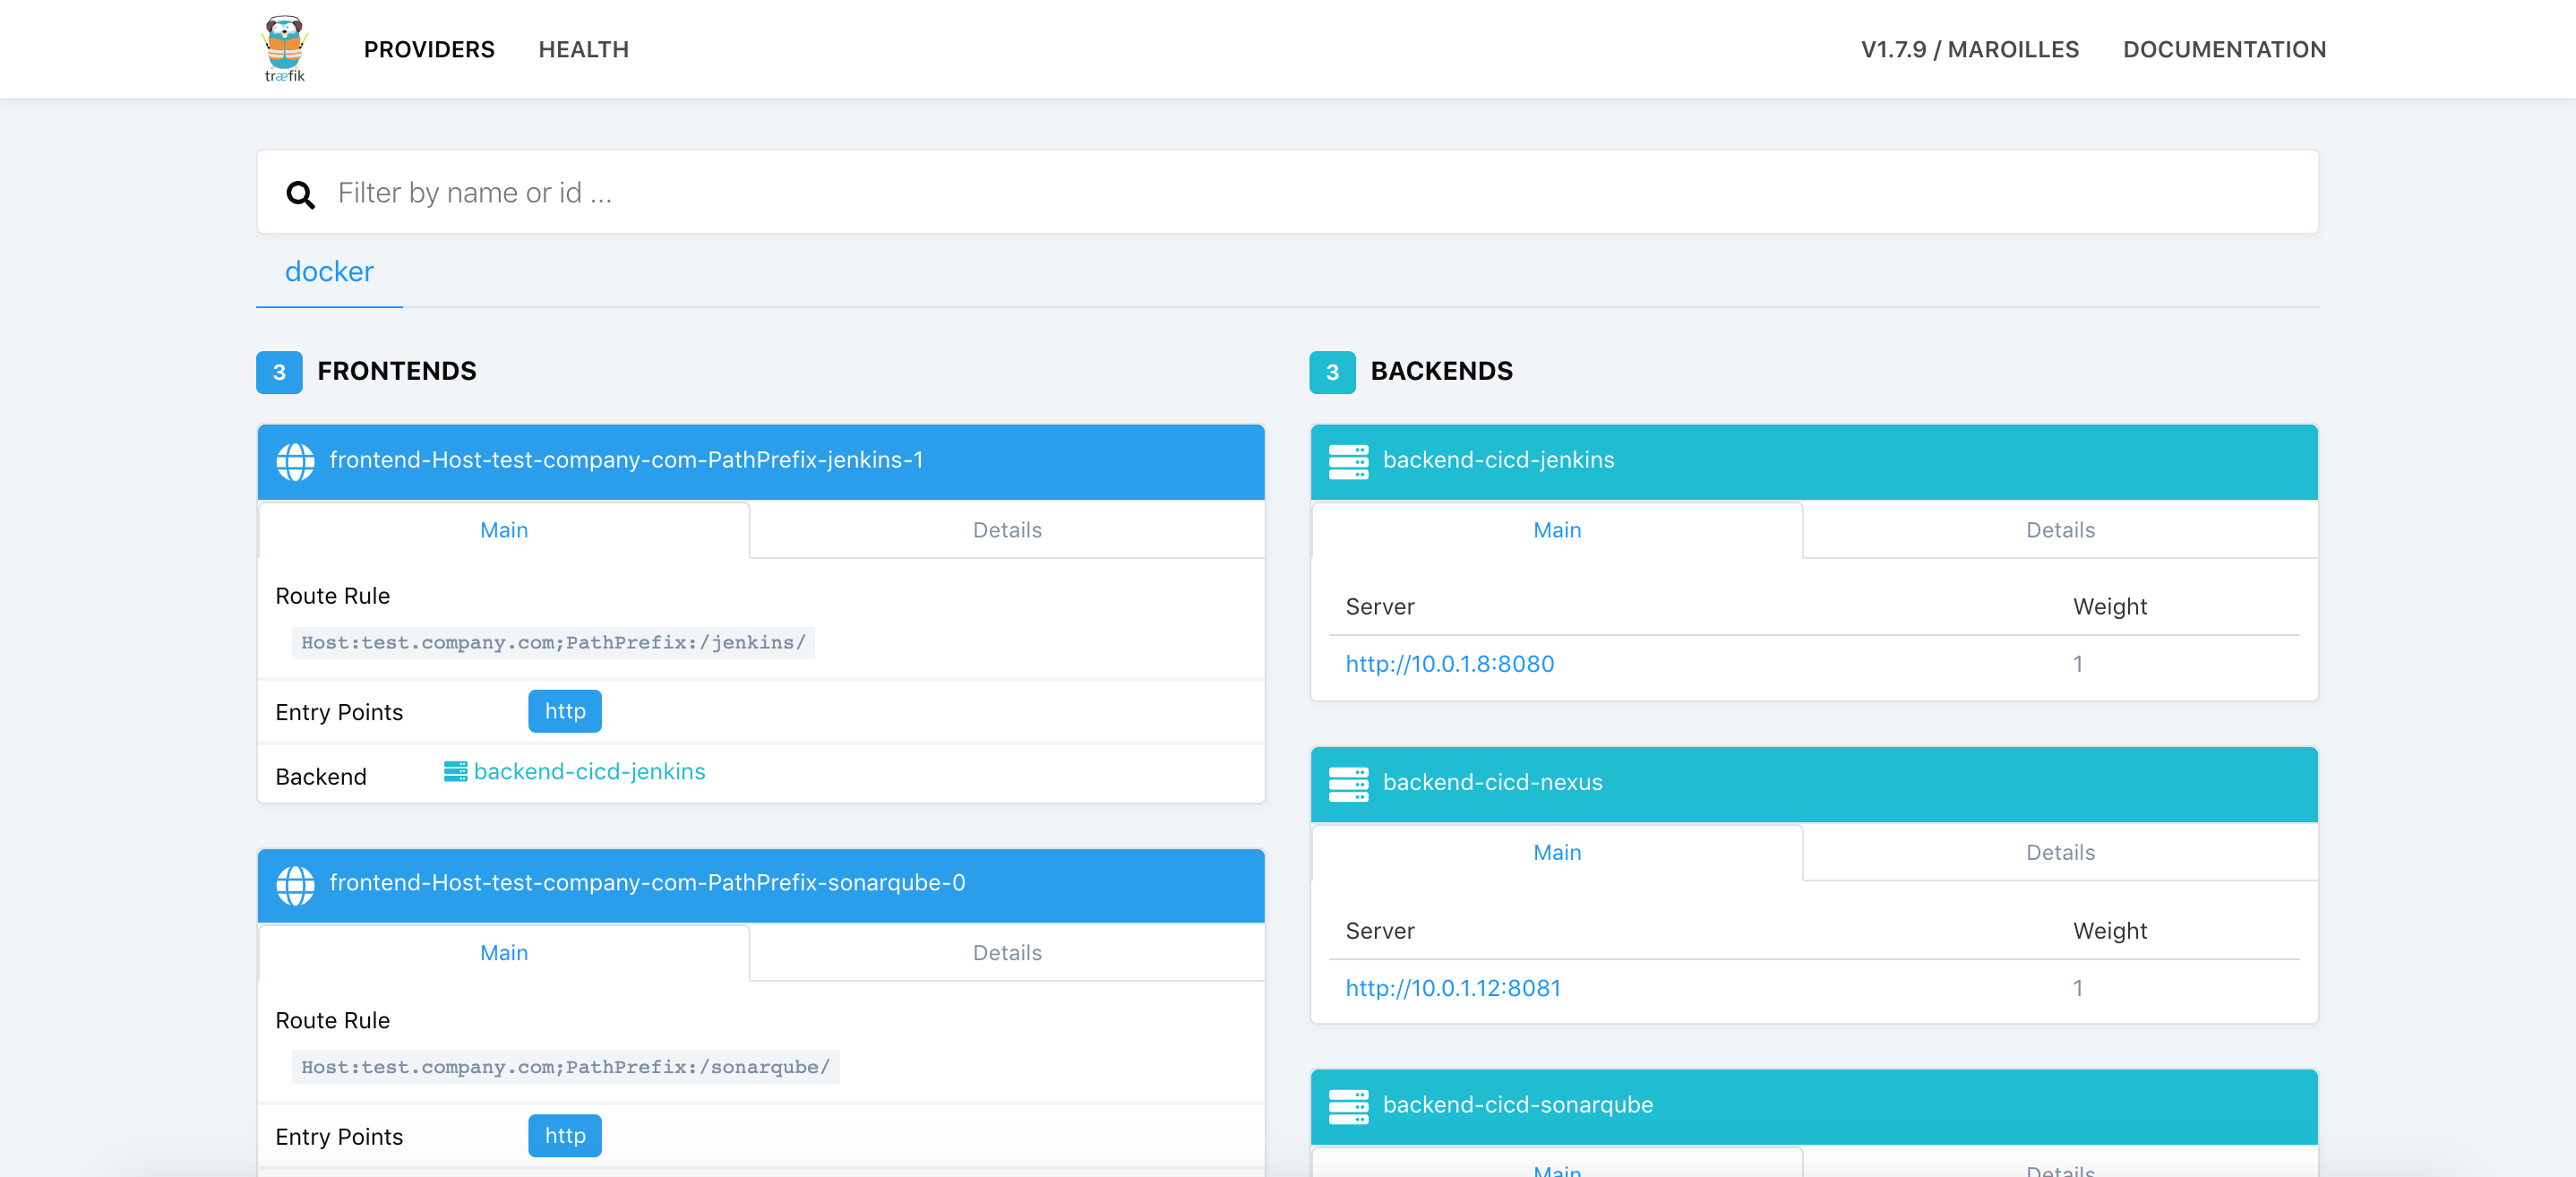 træfik
PROVIDERS
HEALTH
V1.7.9 / MAROILLES
DOCUMENTATION
Filter by name or id ...
docker
3 FRONTENDS
frontend-Host-test-company-com-PathPrefix-jenkins-1
Main
Details
Route Rule
Host:test.company.com;PathPrefix:/jenkins/
Entry Points
http
Backend
backend-cicd-jenkins
frontend-Host-test-company-com-PathPrefix-sonarqube-0
Main
Details
Route Rule
Host:test.company.com;PathPrefix:/sonarqube/
Entry Points
http
3 BACKENDS
backend-cicd-jenkins
Main
Details
Server
Weight
http://10.0.1.8:8080
1
backend-cicd-nexus
Main
Details
Server
Weight
http://10.0.1.12:8081
1
backend-cicd-sonarqube
Main
Details